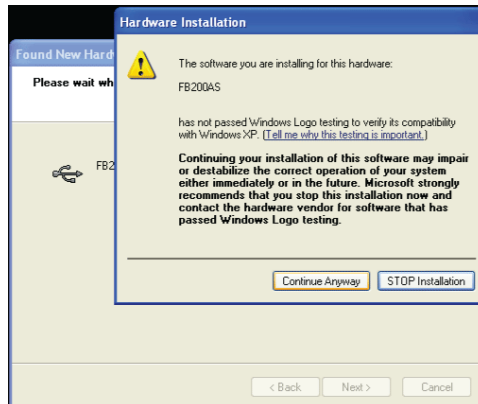 Hardware Installation
Found New Hard
Please wait wh
FB2
The software you are installing for this hardware:
FB200AS
has not passed Windows Logo testing to verify its compatibility
with Windows XP. (Tell me why this testing is important.)
Continuing your installation of this software may impair
or destabilize the correct operation of your system
either immediately or in the future. Microsoft strongly
recommends that you stop this installation now and
contact the hardware vendor for software that has
passed Windows Logo testing.
Continue Anyway
STOP Installation
< Back
Next >
Cancel